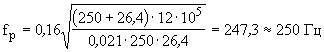 fₚ = 0,16√((250 + 26,4) · 12 · 10⁵ / (0,021 · 250 · 26,4)) = 247,3 ≈ 250 Гц